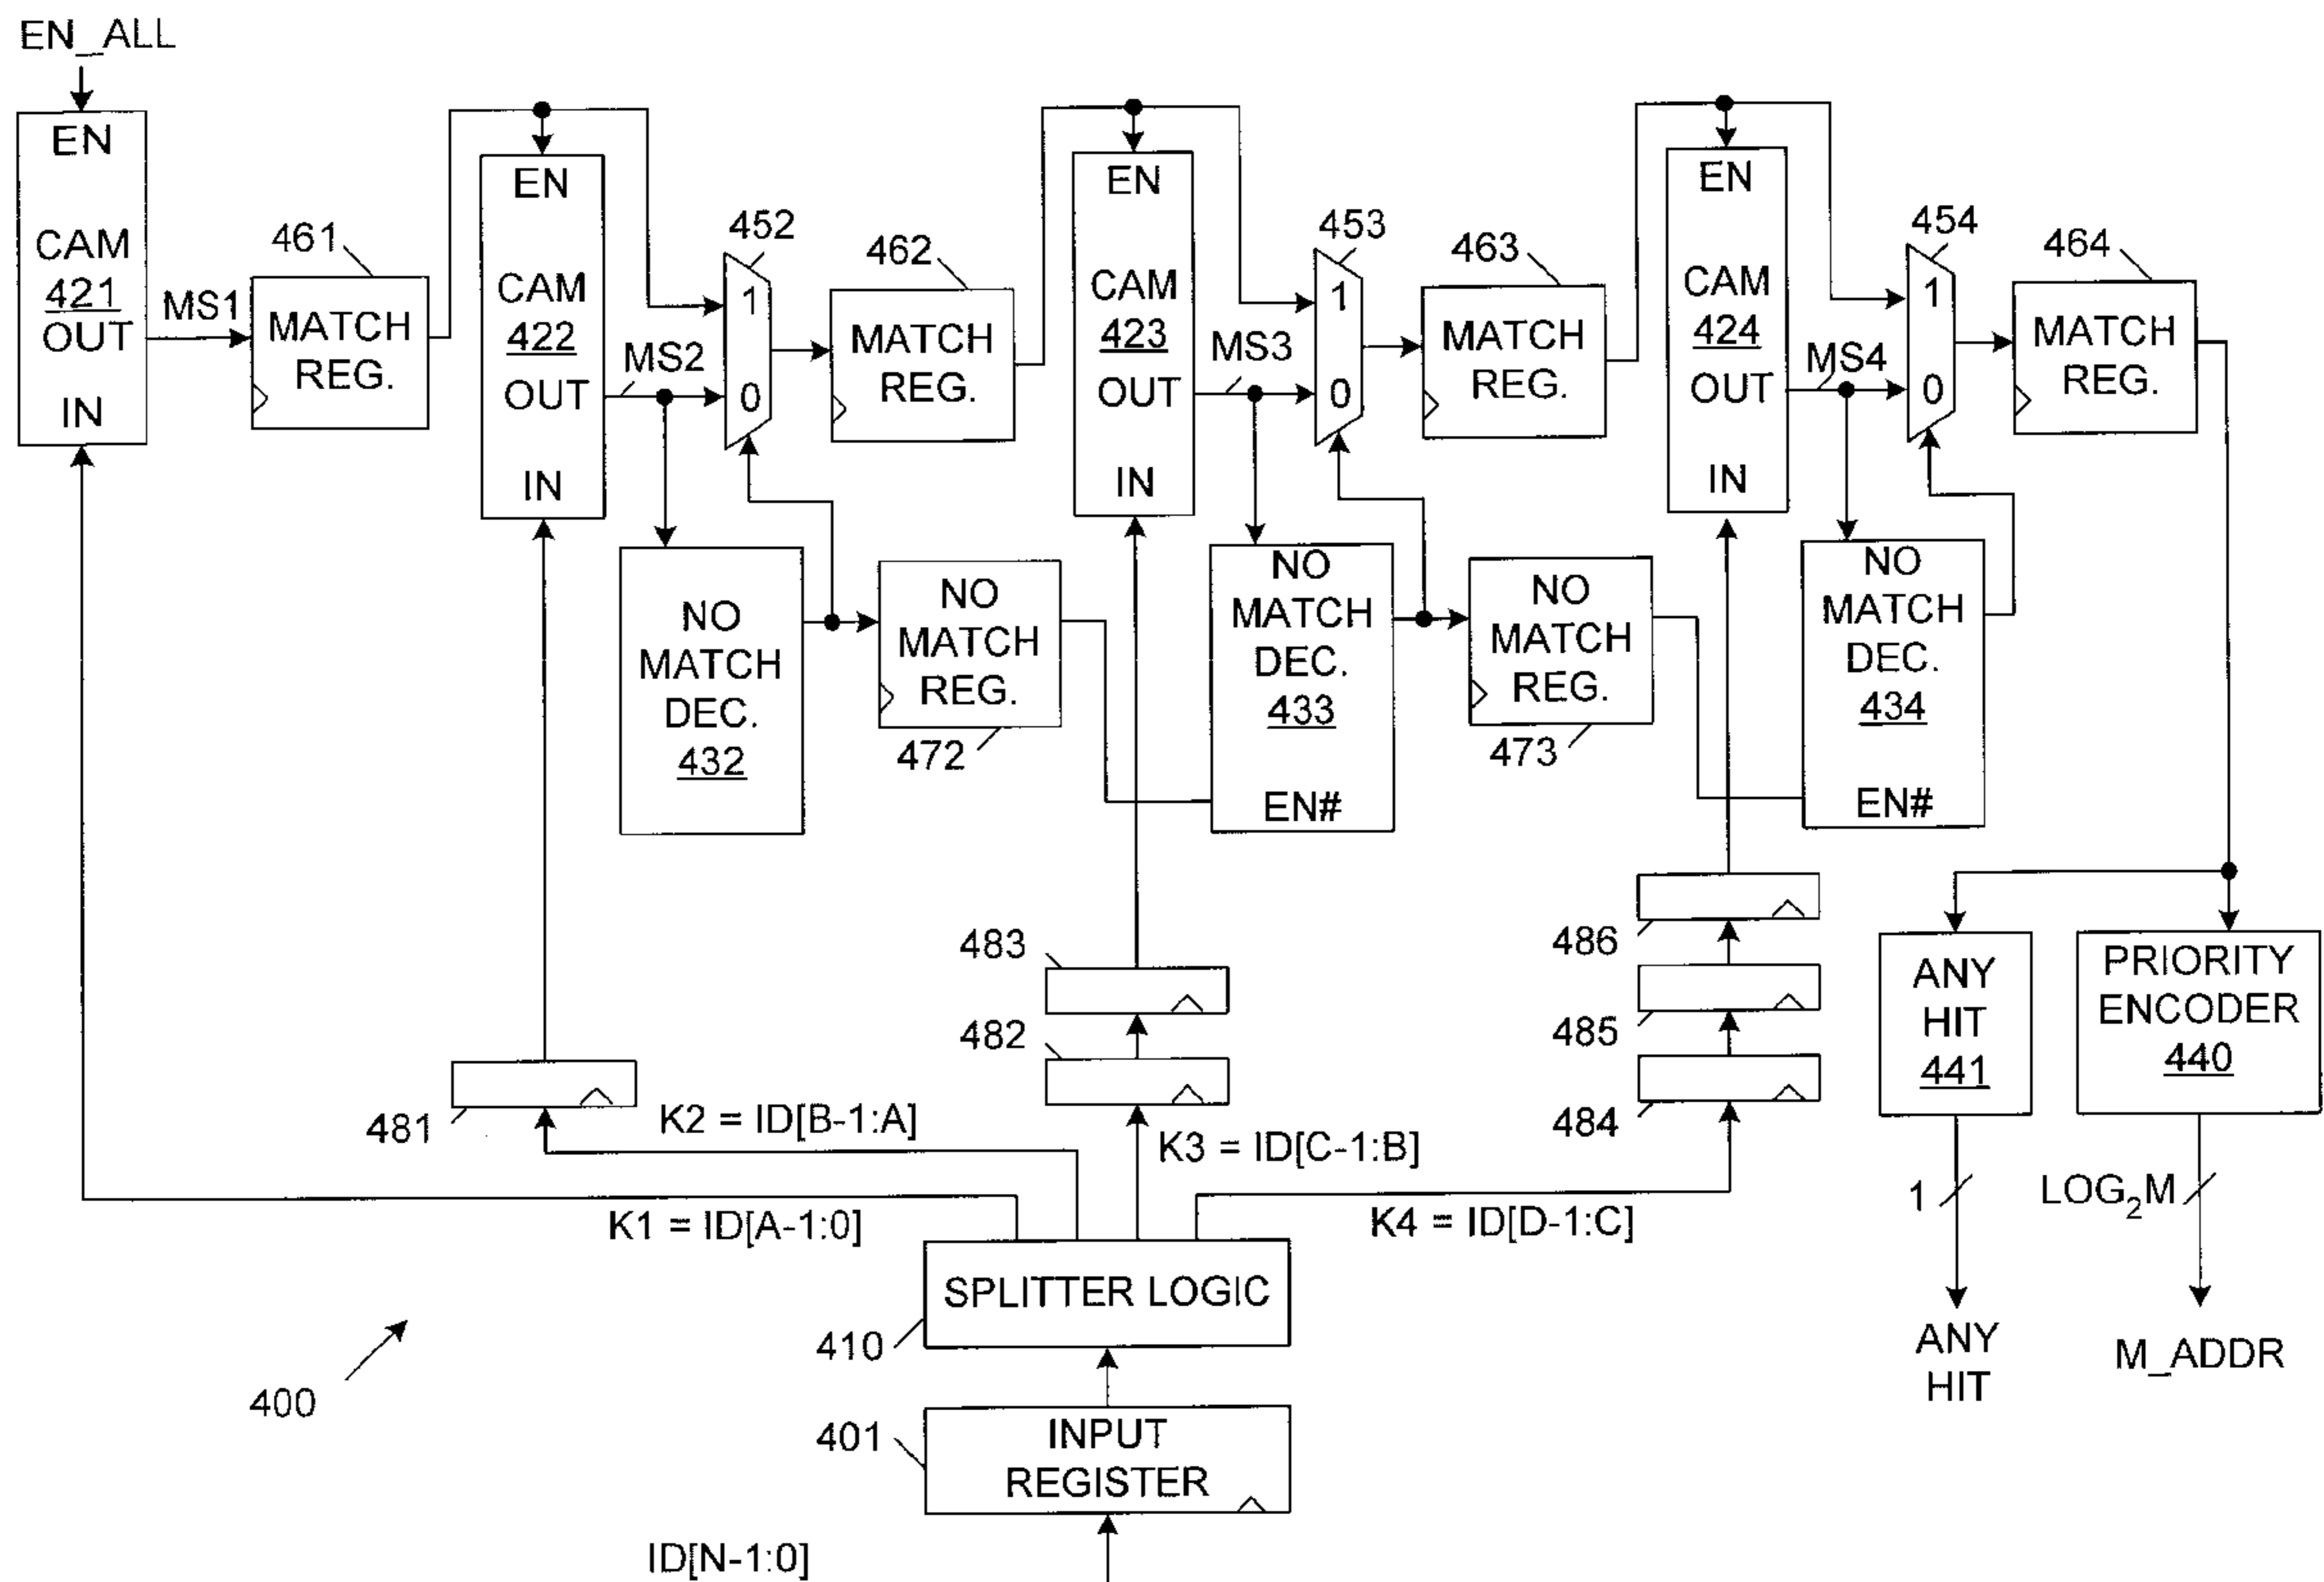 EN_ALL
EN
CAM
421
OUT
IN
MS1
461
MATCH
REG.
EN
CAM
422
OUT
IN
MS2
452
1
0
462
MATCH
REG.
EN
CAM
423
OUT
IN
MS3
453
1
0
463
MATCH
REG.
EN
CAM
424
OUT
IN
MS4
454
1
0
464
MATCH
REG.
NO
MATCH
DEC.
432
NO
MATCH
REG.
472
NO
MATCH
DEC.
433
EN#
NO
MATCH
REG.
473
NO
MATCH
DEC.
434
EN#
481
483
482
486
485
484
ANY
HIT
441
PRIORITY
ENCODER
440
K2 = ID[B-1:A]
K3 = ID[C-1:B]
K1 = ID[A-1:0]
K4 = ID[D-1:C]
1
LOG₂M
SPLITTER LOGIC
410
ANY
HIT
M_ADDR
400
401
INPUT
REGISTER
ID[N-1:0]